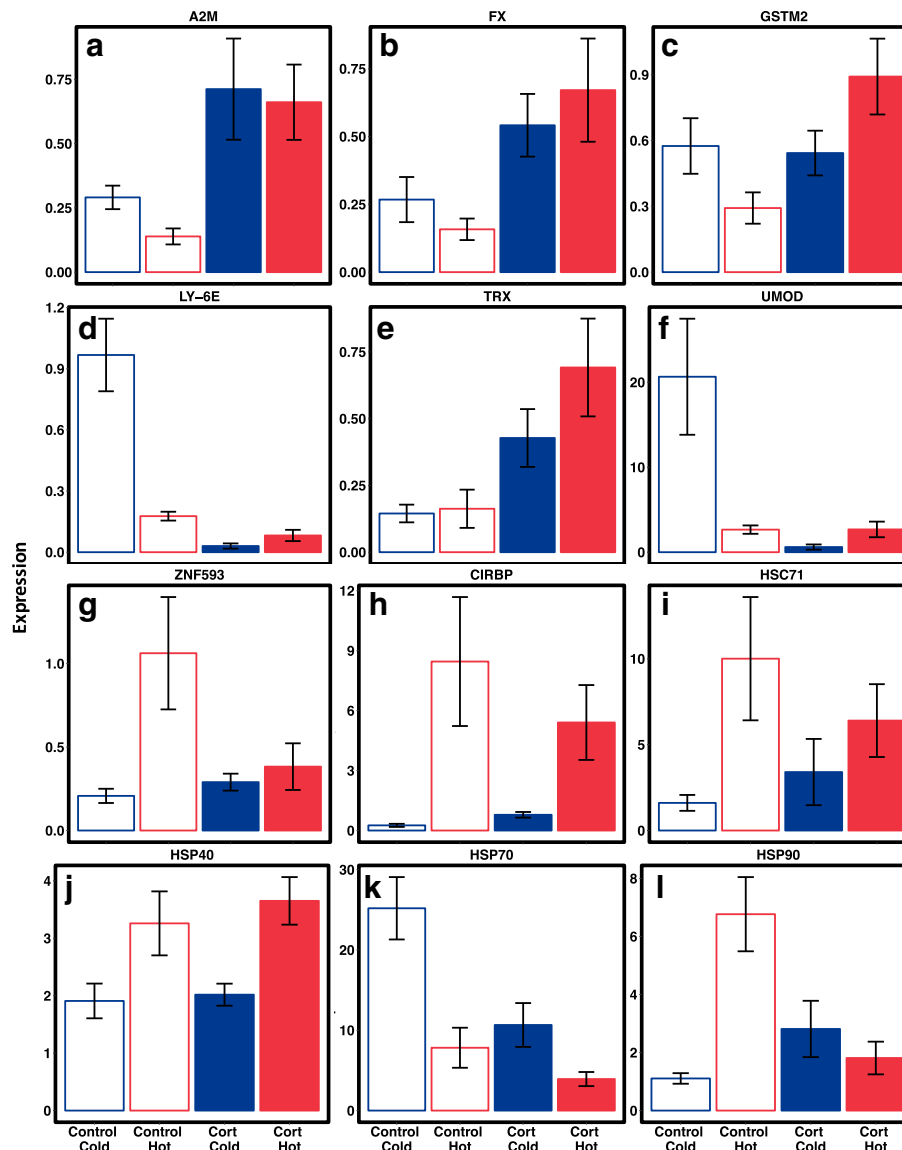 A2M FX GSTM2
a b c
0.75 0.75 0.9
0.50 0.50 0.6
0.25 0.25 0.3
0.00 0.00 0.0
LY−6E TRX UMOD
d e f
1.2
0.9 0.75 20
0.6 0.50
0.3 0.25 10
0.0 0.00 0
Expression
ZNF593 CIRBP HSC71
g h i
12
1.0 9 10
6
0.5 3 5
0.0 0 0
HSP40 HSP70 HSP90
j k l
4 30 8
3 20 6
2 4
1 10 2
0 0 0
Control Control Cort Cort Control Control Cort Cort Control Control Cort Cort
Cold Hot Cold Hot Cold Hot Cold Hot Cold Hot Cold Hot